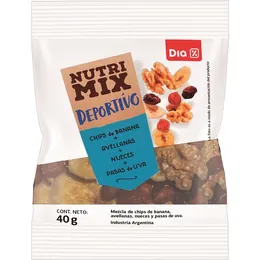 Dia %
NUTRI
MIX
DEPORTIVO
CHIPS de BANANA
+
AVELLANAS
+
NUECES
+
PASAS de UVA
CONT. NETO:
40 g
Mezcla de chips de banana,
avellanas, nueces y pasas de uva.
Industria Argentina